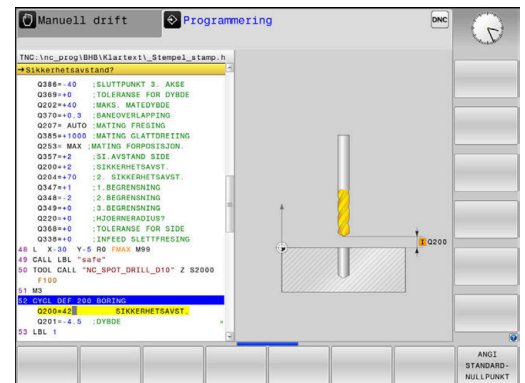 Manuell drift
Programmering
DNC
TNC:\nc_prog\BHB\Klartext\_Stempel_stamp.h
→Sikkerhetsavstand?
Q386=-40 ;SLUTTPUNKT 3. AKSE
Q369=+0 ;TOLERANSE FOR DYBDE
Q202=+40 ;MAKS. MATEDYBDE
Q370=+0.3 ;BANEOVERLAPPING
Q207= AUTO ;MATING FRESING
Q385=+1000 ;MATING GLATTDREIING
Q253= MAX ;MATING FORPOSISJON.
Q357=+2 ;SI.AVSTAND SIDE
Q200=+2 ;SIKKERHETSAVST.
Q204=+70 ;2. SIKKERHETSAVST.
Q347=+1 ;1.BEGRENSNING
Q348=-2 ;2.BEGRENSNING
Q349=+0 ;3.BEGRENSNING
Q220=+0 ;HJOERNERADIUS?
Q368=+0 ;TOLERANSE FOR SIDE
Q338=+0 ;INFEED SLETTFRESING
48 L X-30 Y-5 R0 FMAX M99
49 CALL LBL "safe"
50 TOOL CALL "NC_SPOT_DRILL_D10" Z S2000
F100
51 M3
52 CYCL DEF 200 BORING
Q200=42 SIKKERHETSAVST.
Q201=-4.5 ;DYBDE
53 LBL 1
Q200
ANGI
STANDARD-
NULLPUNKT